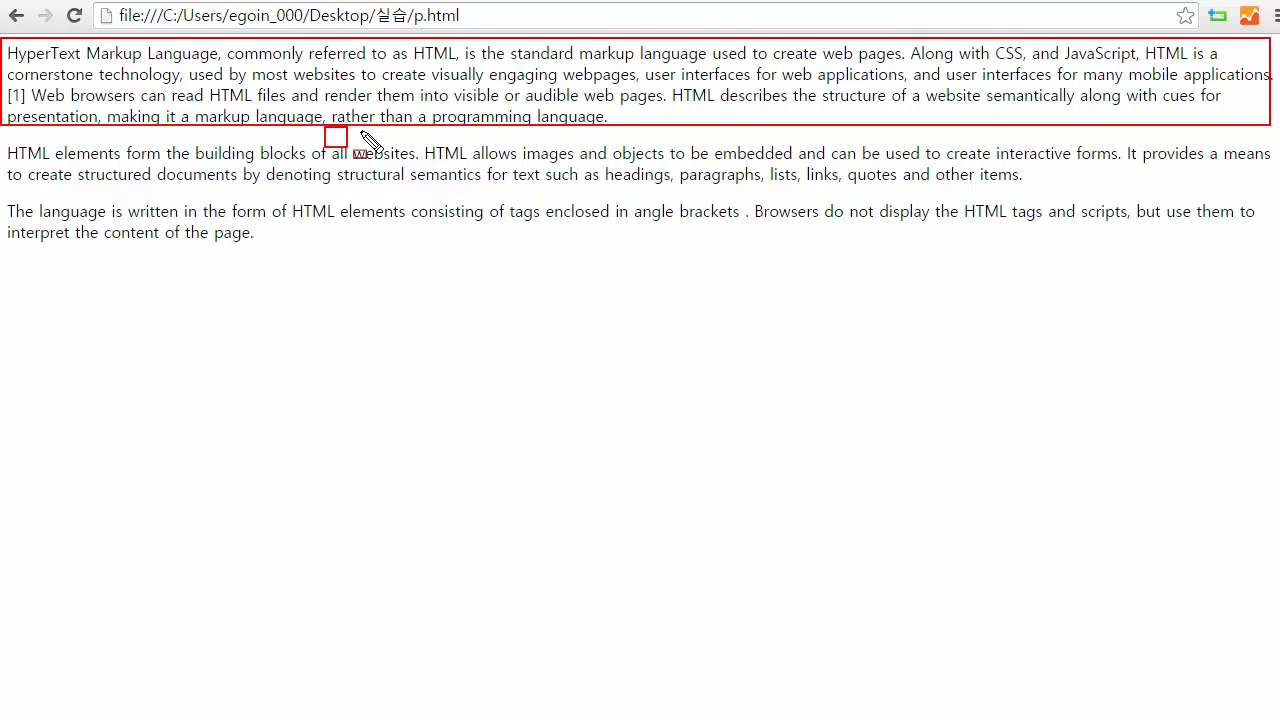 file:///C:/Users/egoin_000/Desktop/실습/p.html
HyperText Markup Language, commonly referred to as HTML, is the standard markup language used to create web pages. Along with CSS, and JavaScript, HTML is a
cornerstone technology, used by most websites to create visually engaging webpages, user interfaces for web applications, and user interfaces for many mobile applications.
[1] Web browsers can read HTML files and render them into visible or audible web pages. HTML describes the structure of a website semantically along with cues for
presentation, making it a markup language, rather than a programming language.
HTML elements form the building blocks of all websites. HTML allows images and objects to be embedded and can be used to create interactive forms. It provides a means
to create structured documents by denoting structural semantics for text such as headings, paragraphs, lists, links, quotes and other items.
The language is written in the form of HTML elements consisting of tags enclosed in angle brackets . Browsers do not display the HTML tags and scripts, but use them to
interpret the content of the page.